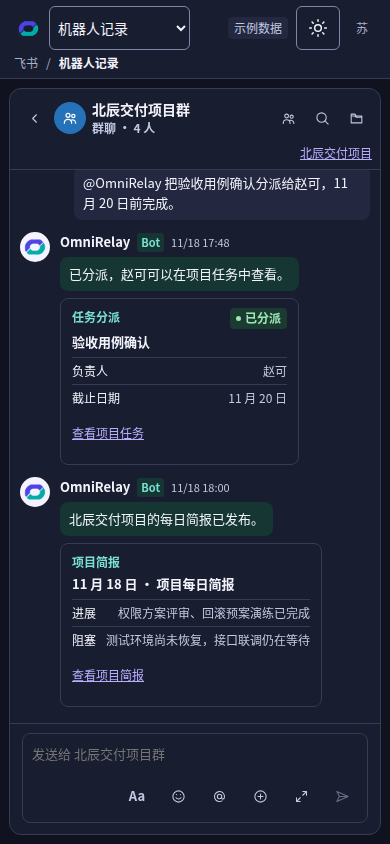 机器人记录
示例数据
苏
飞书 / 机器人记录
北辰交付项目群
群聊 · 4 人
北辰交付项目
@OmniRelay 把验收用例确认分派给赵可，11
月 20 日前完成。
OmniRelay Bot 11/18 17:48
已分派，赵可可以在项目任务中查看。
任务分派 已分派
验收用例确认
负责人 赵可
截止日期 11 月 20 日
查看项目任务
OmniRelay Bot 11/18 18:00
北辰交付项目的每日简报已发布。
项目简报
11 月 18 日 · 项目每日简报
进展 权限方案评审、回滚预案演练已完成
阻塞 测试环境尚未恢复，接口联调仍在等待
查看项目简报
发送给 北辰交付项目群
Aa